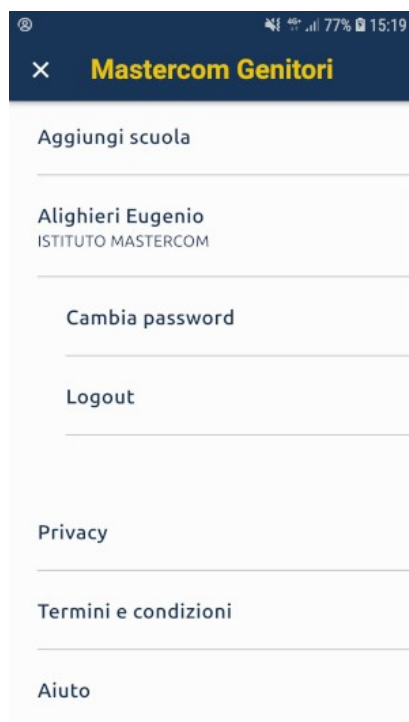 77% 15:19
Mastercom Genitori
Aggiungi scuola
Alighieri Eugenio
ISTITUTO MASTERCOM
Cambia password
Logout
Privacy
Termini e condizioni
Aiuto